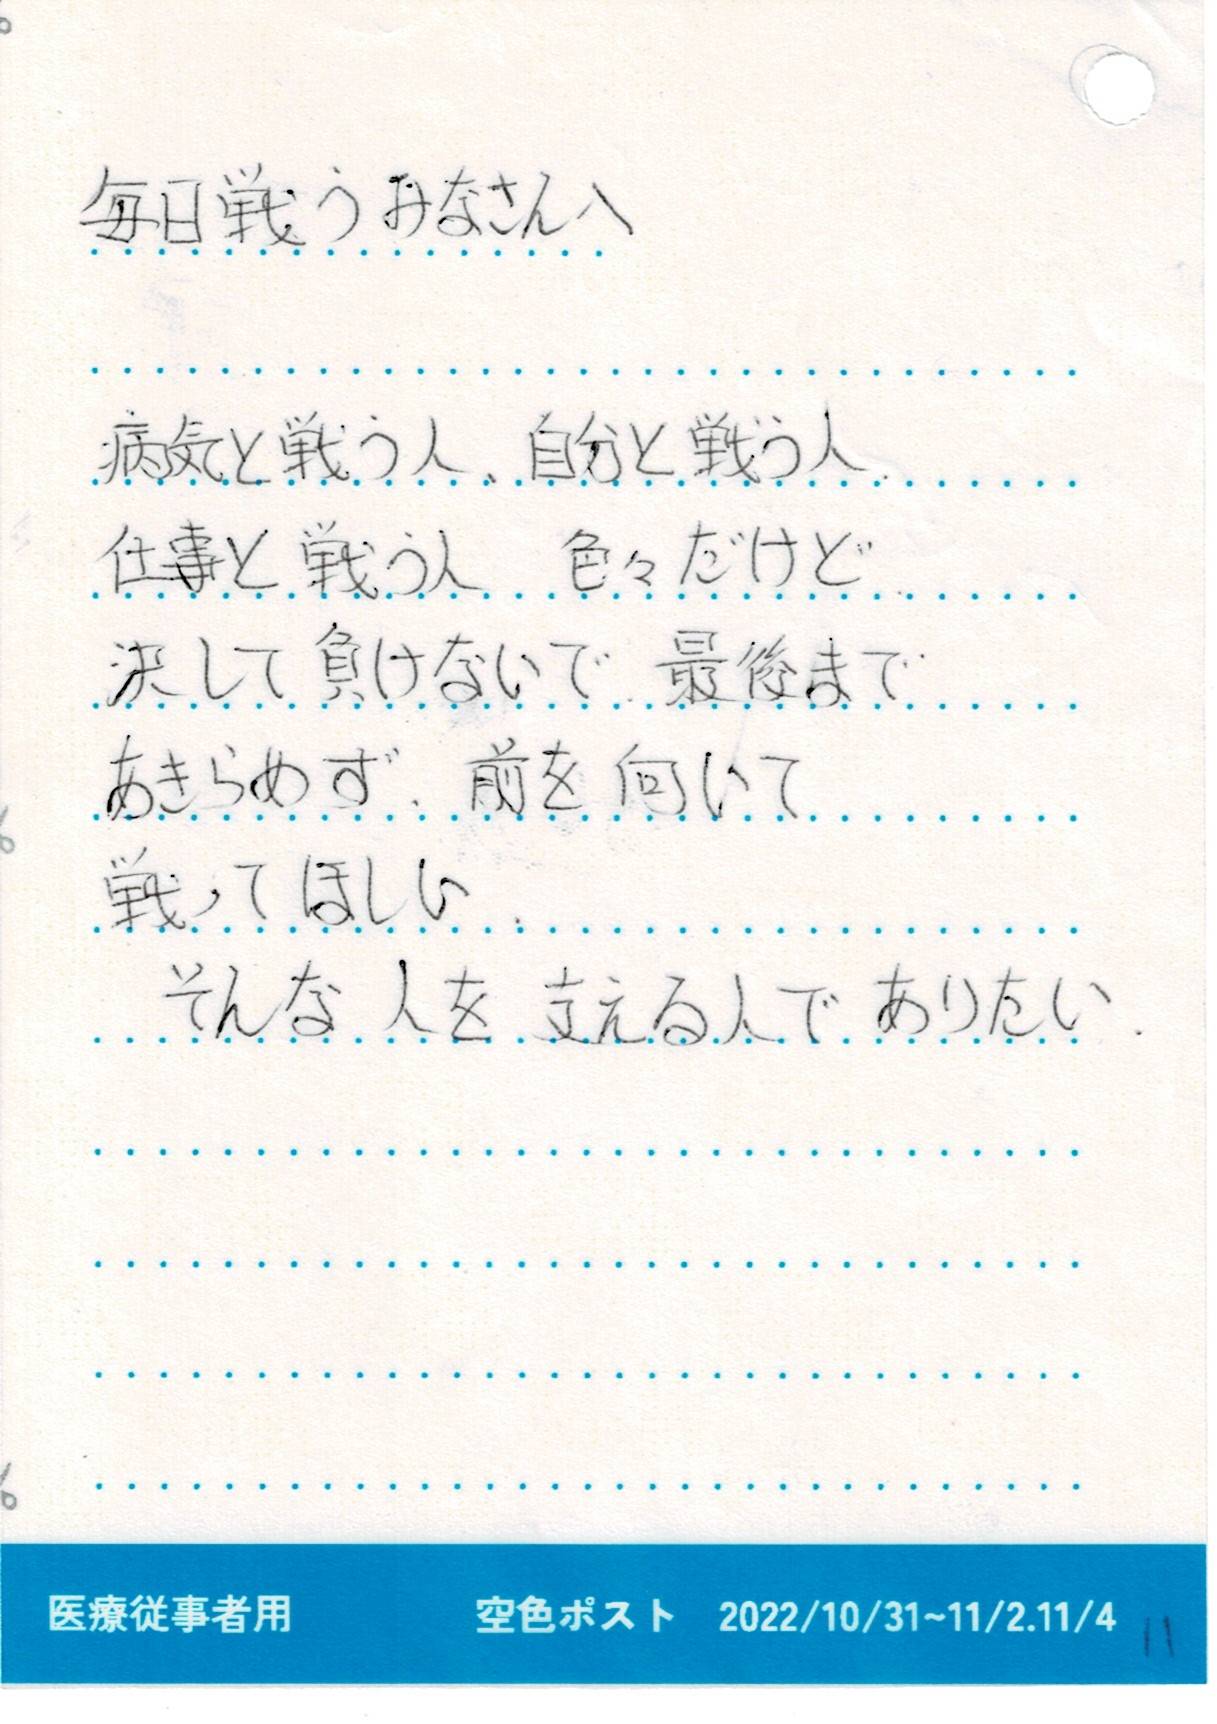 毎日戦うみなさんへ
病気と戦う人、自分と戦う人
仕事と戦う人 色々だけど
決して負けないで 最後まで
あきらめず、前を向いて
戦ってほしい.
そんな人を支える人でありたい.
医療従事者用 空色ポスト 2022/10/31~11/2.11/4 11